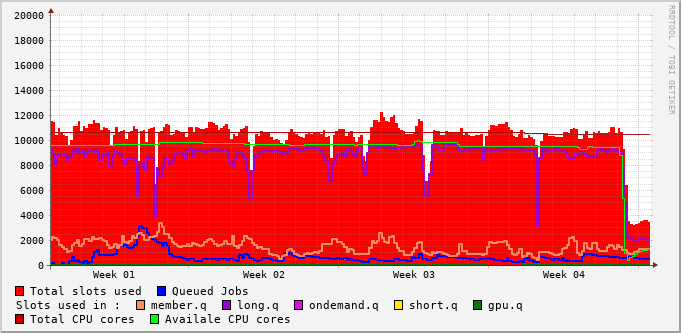 RRDTOOL / TOBI OETIKER
20000
18000
16000
14000
12000
10000
8000
6000
4000
2000
0
Week 01 Week 02 Week 03 Week 04
Total slots used Queued Jobs
Slots used in : member.q long.q ondemand.q short.q gpu.q
Total CPU cores Availale CPU cores